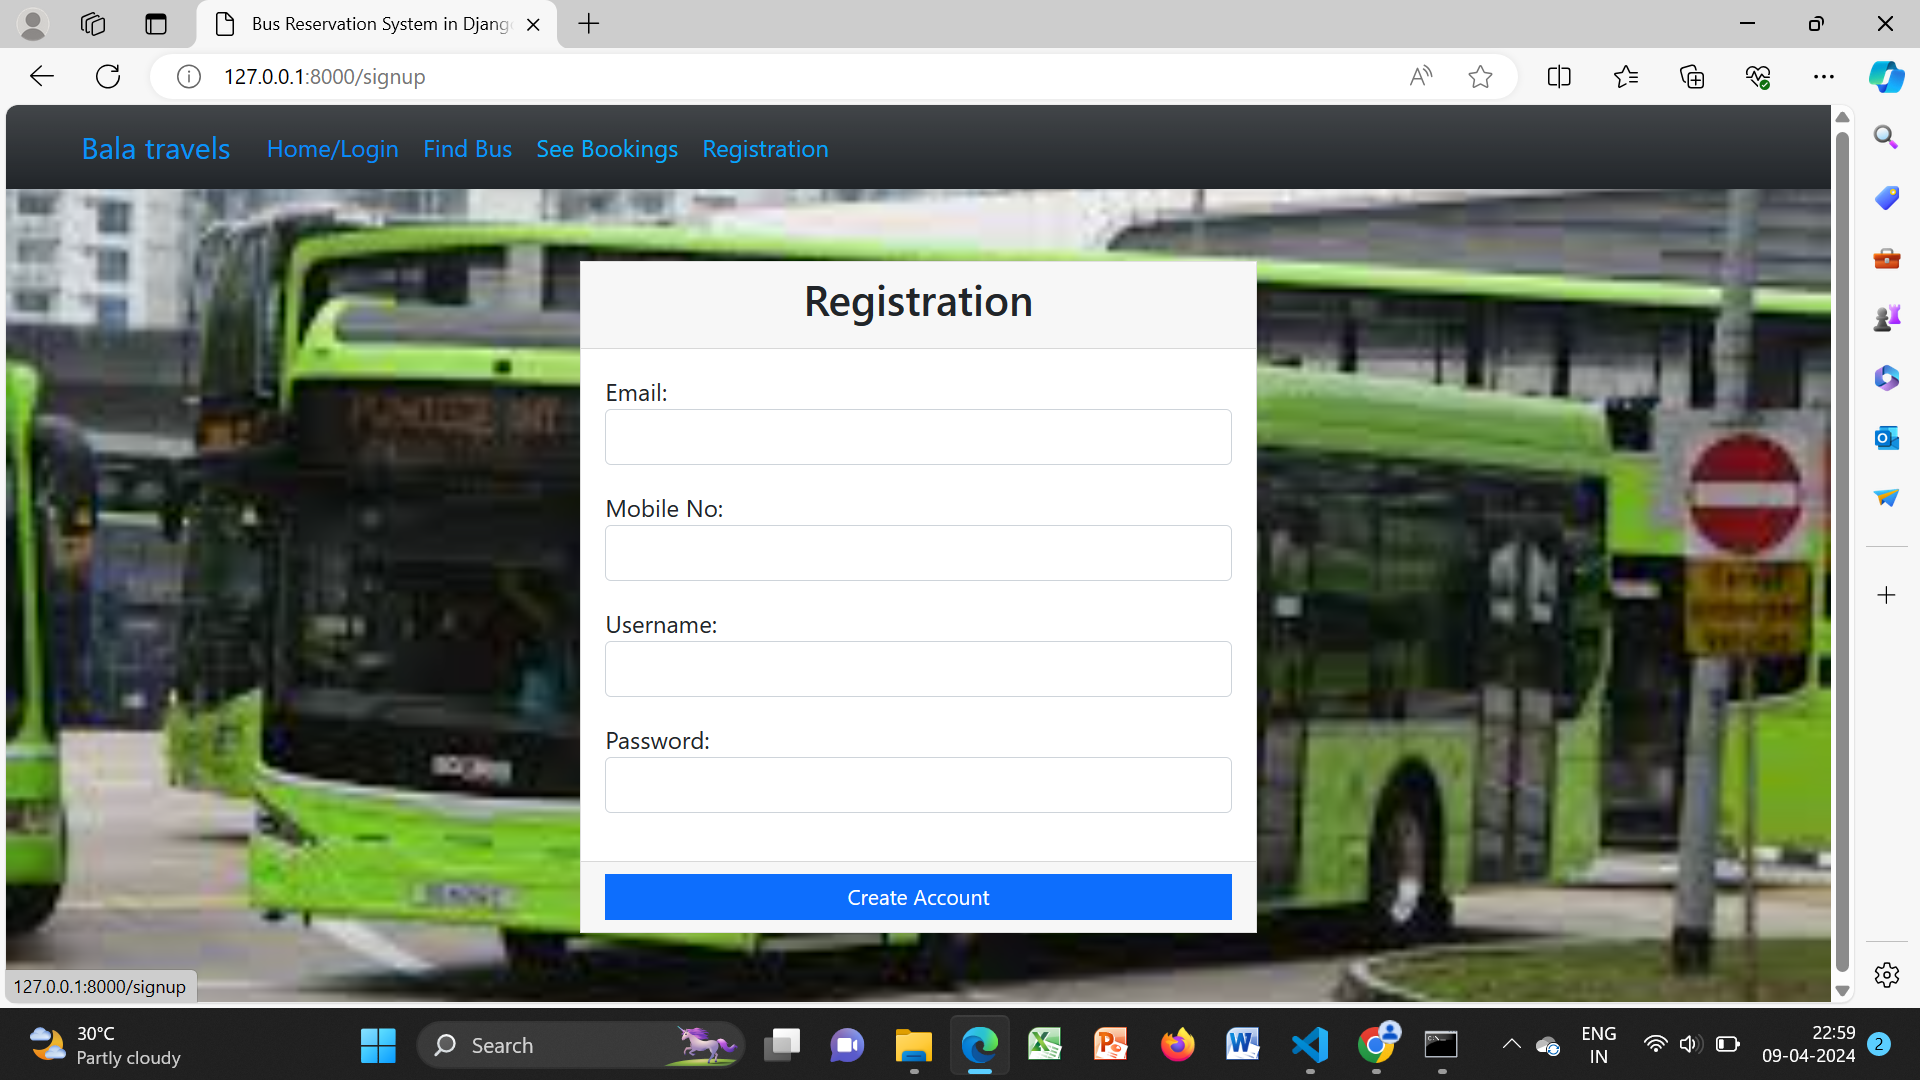 Bus Reservation System in Djang
127.0.0.1:8000/signup
Bala travels Home/Login Find Bus See Bookings Registration
Registration
Email:
Mobile No:
Username:
Password:
Create Account
127.0.0.1:8000/signup
30°C
Partly cloudy
Search
ENG
IN
22:59
09-04-2024
2